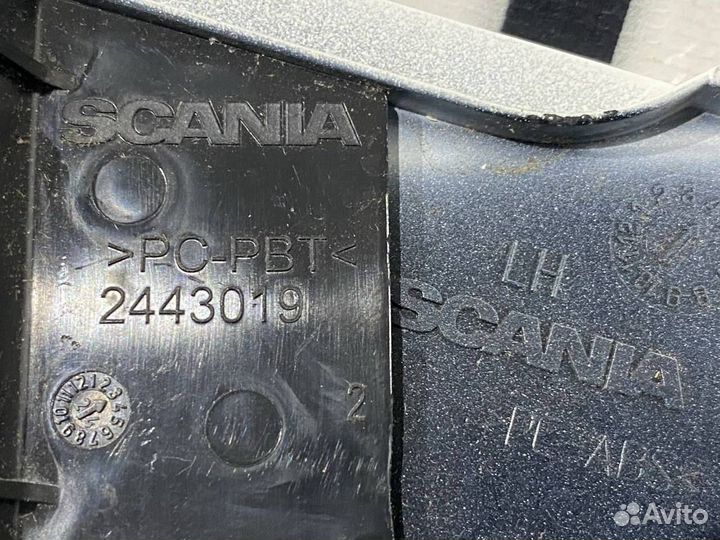 SCANIA
>PC-PBT<
2443019
2
LH
SCANIA
Avito